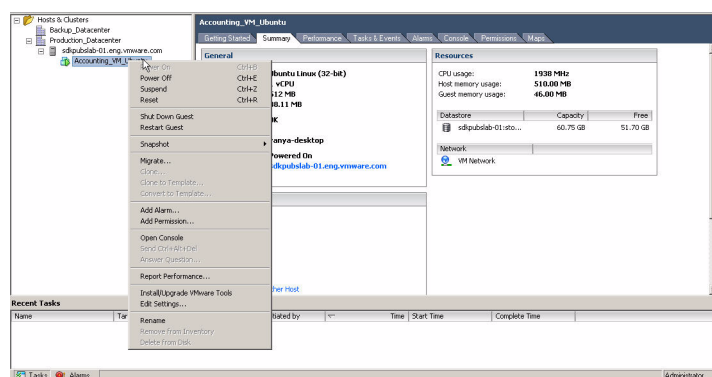 Hosts & Clusters
Backup_Datacenter
Production_Datacenter
sdkpubslab-01.eng.vmware.com
Accounting_VM_Ubuntu
Accounting_VM_Ubuntu
Getting Started Summary Performance Tasks & Events Alarms Console Permissions Maps
General
Ubuntu Linux (32-bit)
vCPU
512 MB
38.11 MB
OK
ranya-desktop
Powered On
sdkpubslab-01.eng.vmware.com
Resources
CPU usage: 1938 MHz
Host memory usage: 510.00 MB
Guest memory usage: 46.00 MB
Datastore Capacity Free
sdkpubslab-01:sto... 60.75 GB 51.70 GB
Network
VM Network
Power On Ctrl+B
Power Off Ctrl+E
Suspend Ctrl+Z
Reset Ctrl+R
Shut Down Guest
Restart Guest
Snapshot
Migrate...
Clone...
Clone to Template...
Convert to Template...
Add Alarm...
Add Permission...
Open Console
Send Ctrl+Alt+Del
Answer Question...
Report Performance...
Install/Upgrade VMware Tools
Edit Settings...
Rename
Remove from Inventory
Delete from Disk
ther Host
Recent Tasks
Name Tar itiated by Time Start Time Complete Time
Tasks Alarms Administrator